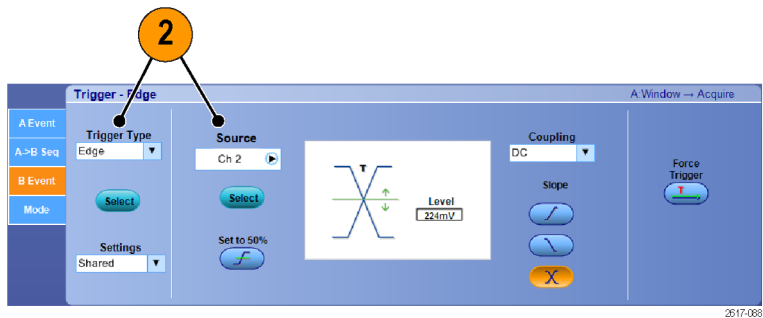 2
Trigger - Edge
A:Window → Acquire
A Event
A->B Seq
B Event
Mode
Trigger Type
Edge
Select
Settings
Shared
Source
Ch 2
Select
Set to 50%
T
Level
224mV
Coupling
DC
Slope
Force
Trigger
T
2617-088